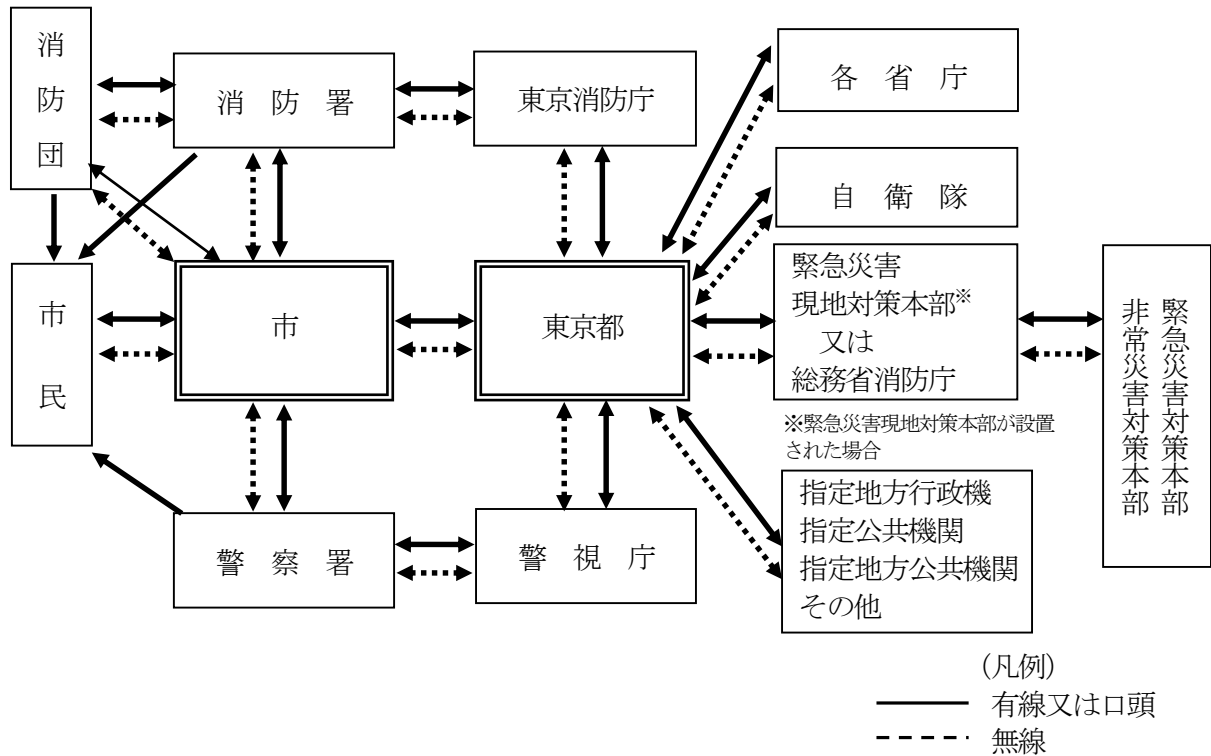 消防団
消　防　署
東京消防庁
各　省　庁
自　衛　隊
市民
市
東京都
緊急災害
現地対策本部※
又は
総務省消防庁
緊急災害対策本部
非常災害対策本部
※緊急災害現地対策本部が設置
された場合
指定地方行政機
指定公共機関
指定地方公共機関
その他
警　察　署
警　視　庁
（凡例）
有線又は口頭
無線